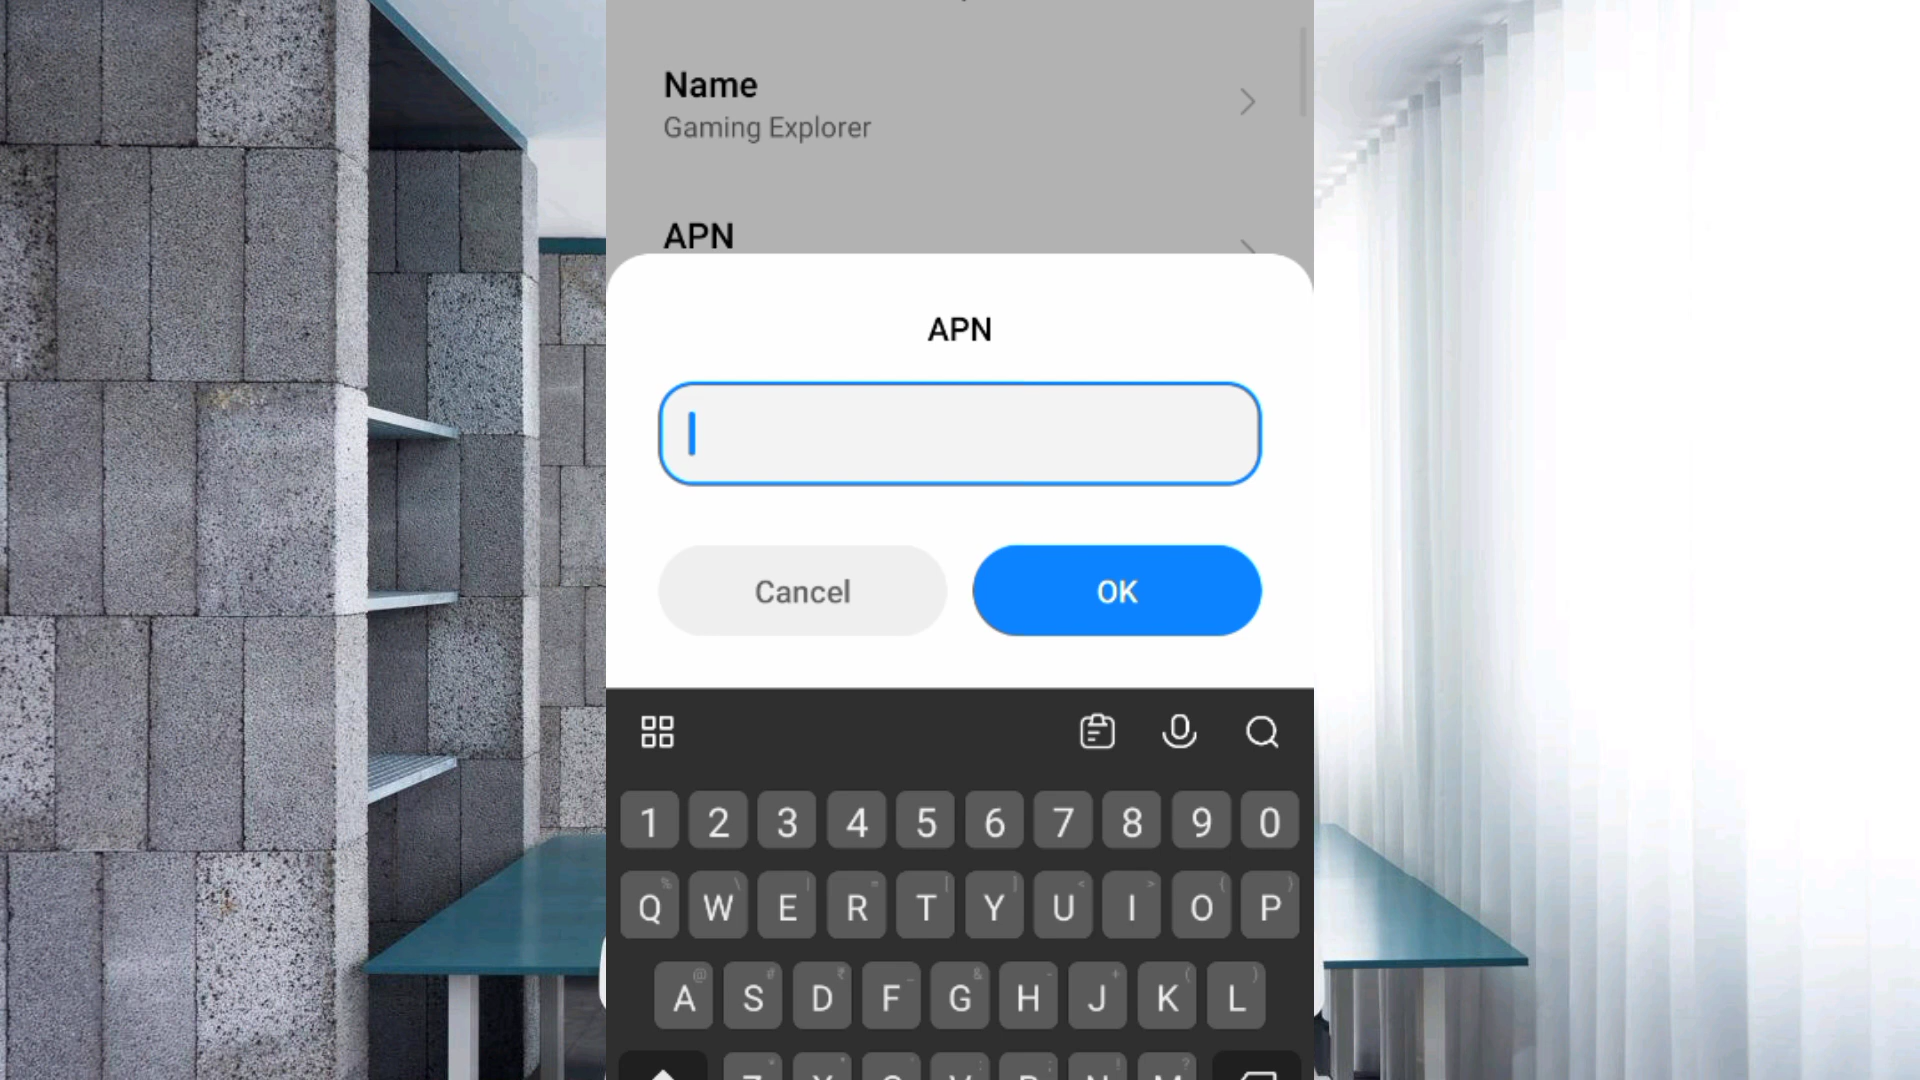 Name
Gaming Explorer
APN
APN
Cancel
OK
1 2 3 4 5 6 7 8 9 0
Q W E R T Y U I O P
A S D F G H J K L